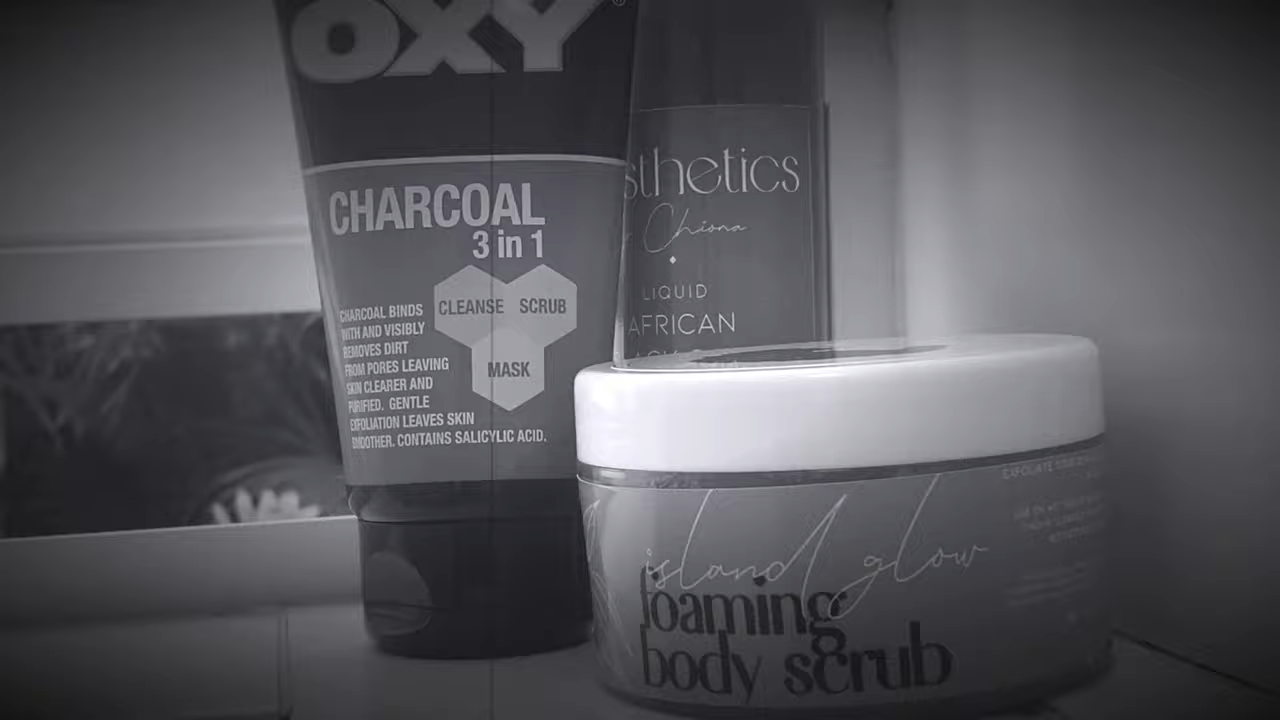 OXY
CHARCOAL
3 in 1
CLEANSE SCRUB
MASK
CHARCOAL BINDS
WITH AND VISIBLY
REMOVES DIRT
FROM PORES LEAVING
SKIN CLEARER AND
PURIFIED. GENTLE
EXFOLIATION LEAVES SKIN
SMOOTHER. CONTAINS SALICYLIC ACID.
sthetics
Chiona
LIQUID
AFRICAN
EXFOLIATE
island glow
foaming
body scrub